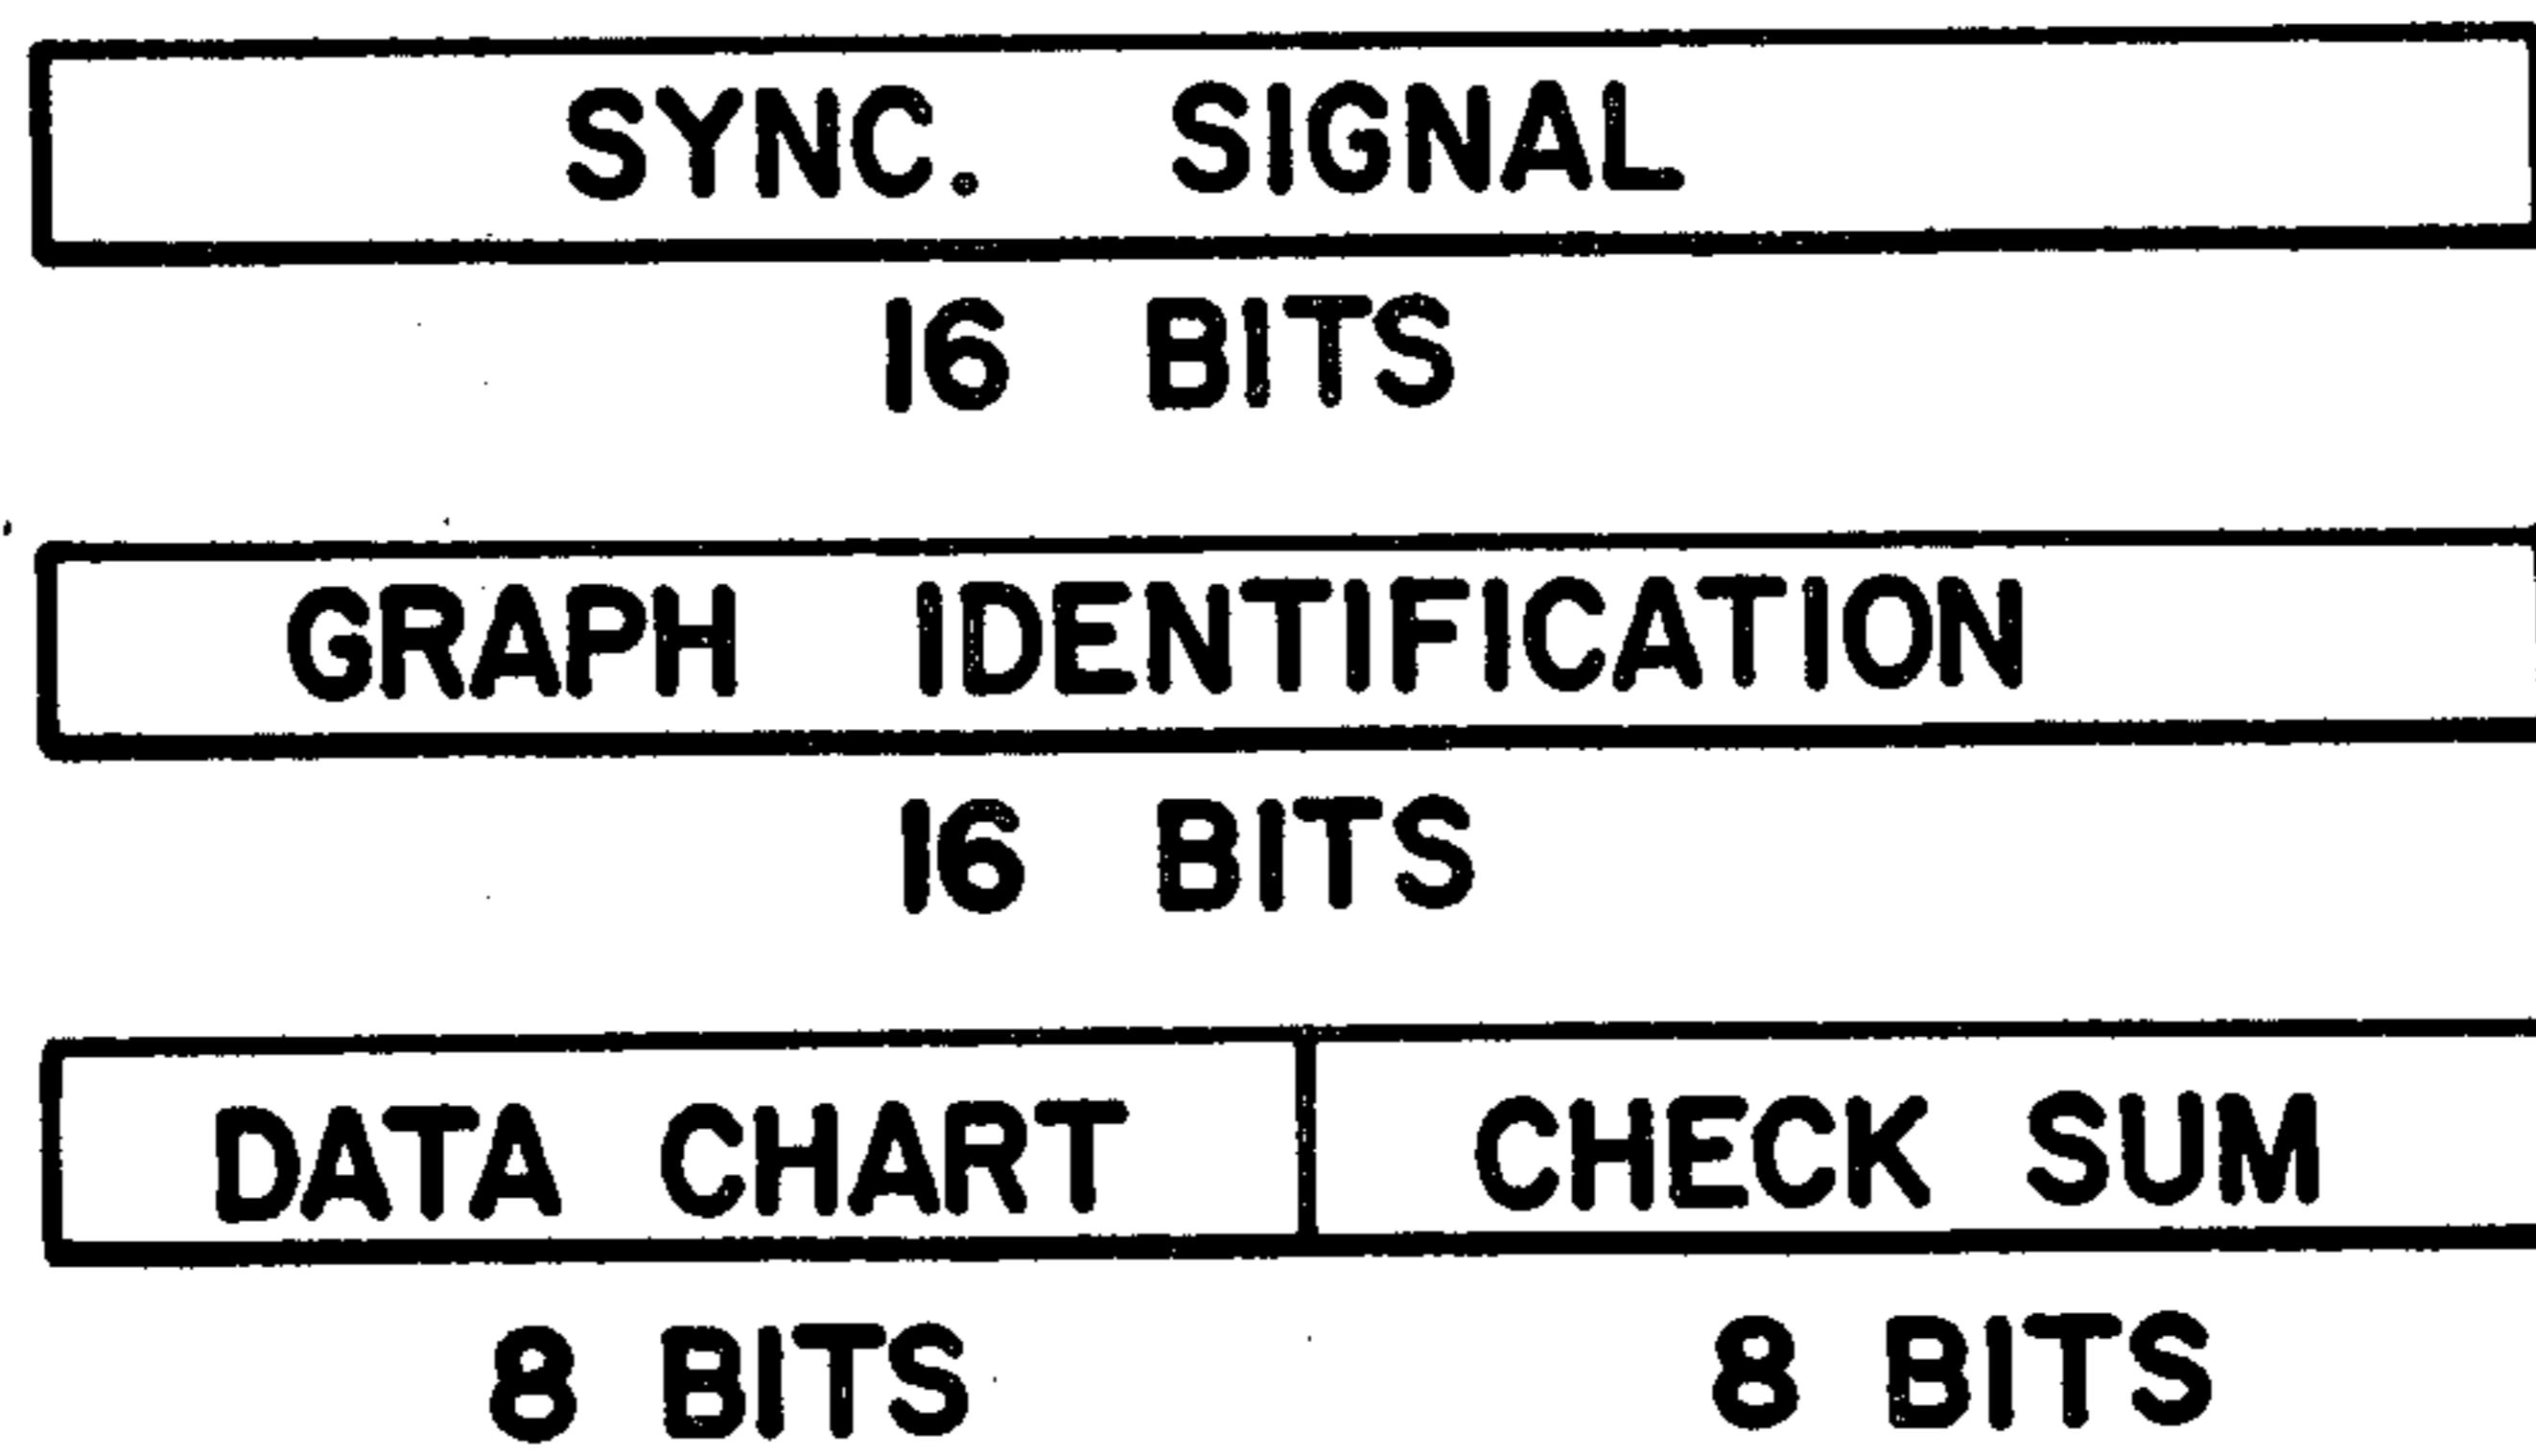 SYNC. SIGNAL
16 BITS
GRAPH IDENTIFICATION
16 BITS
DATA CHART CHECK SUM
8 BITS 8 BITS